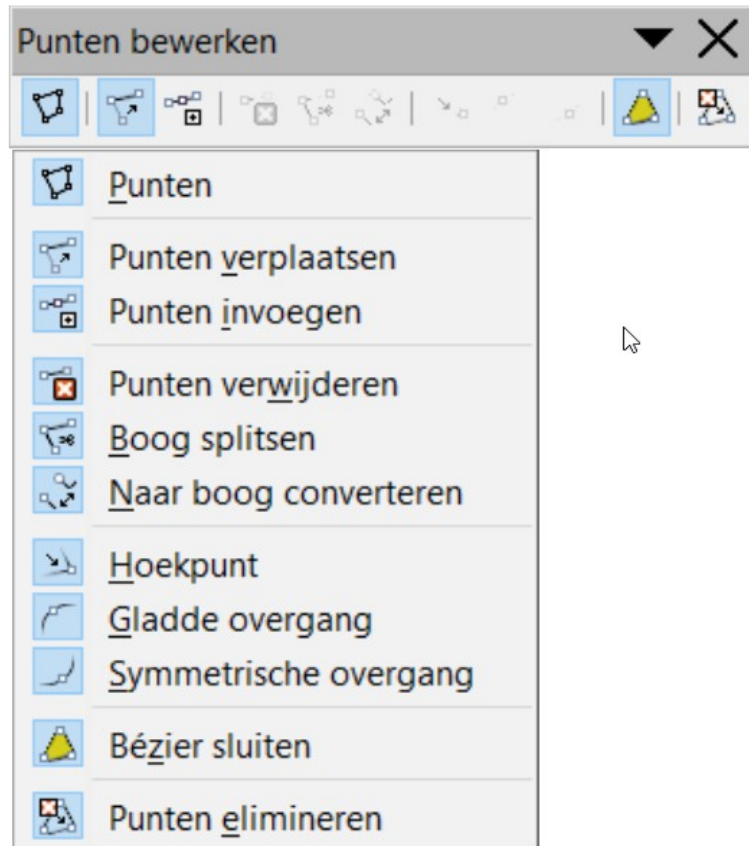 Punten bewerken
Punten
Punten verplaatsen
Punten invoegen
Punten verwijderen
Boog splitsen
Naar boog converteren
Hoekpunt
Gladde overgang
Symmetrische overgang
Bézier sluiten
Punten elimineren